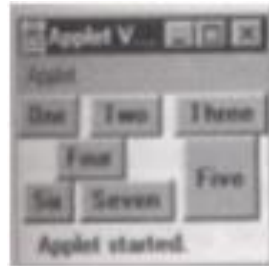 Applet V...
Applet
One Two Three
Four Five
Six Seven
Applet started.